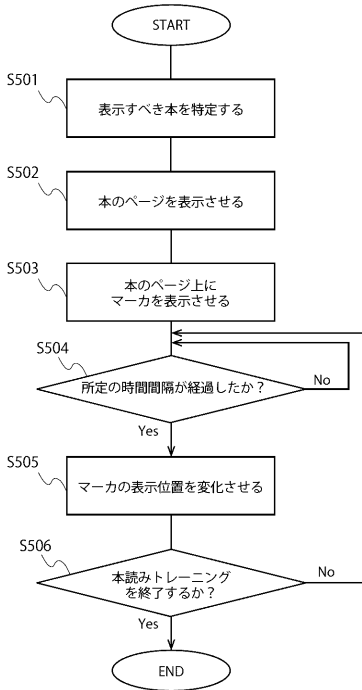 START
S501
表示すべき本を特定する
S502
本のページを表示させる
S503
本のページ上に
マーカを表示させる
S504
所定の時間間隔が経過したか？
No
Yes
S505
マーカの表示位置を変化させる
S506
本読みトレーニング
を終了するか？
No
Yes
END